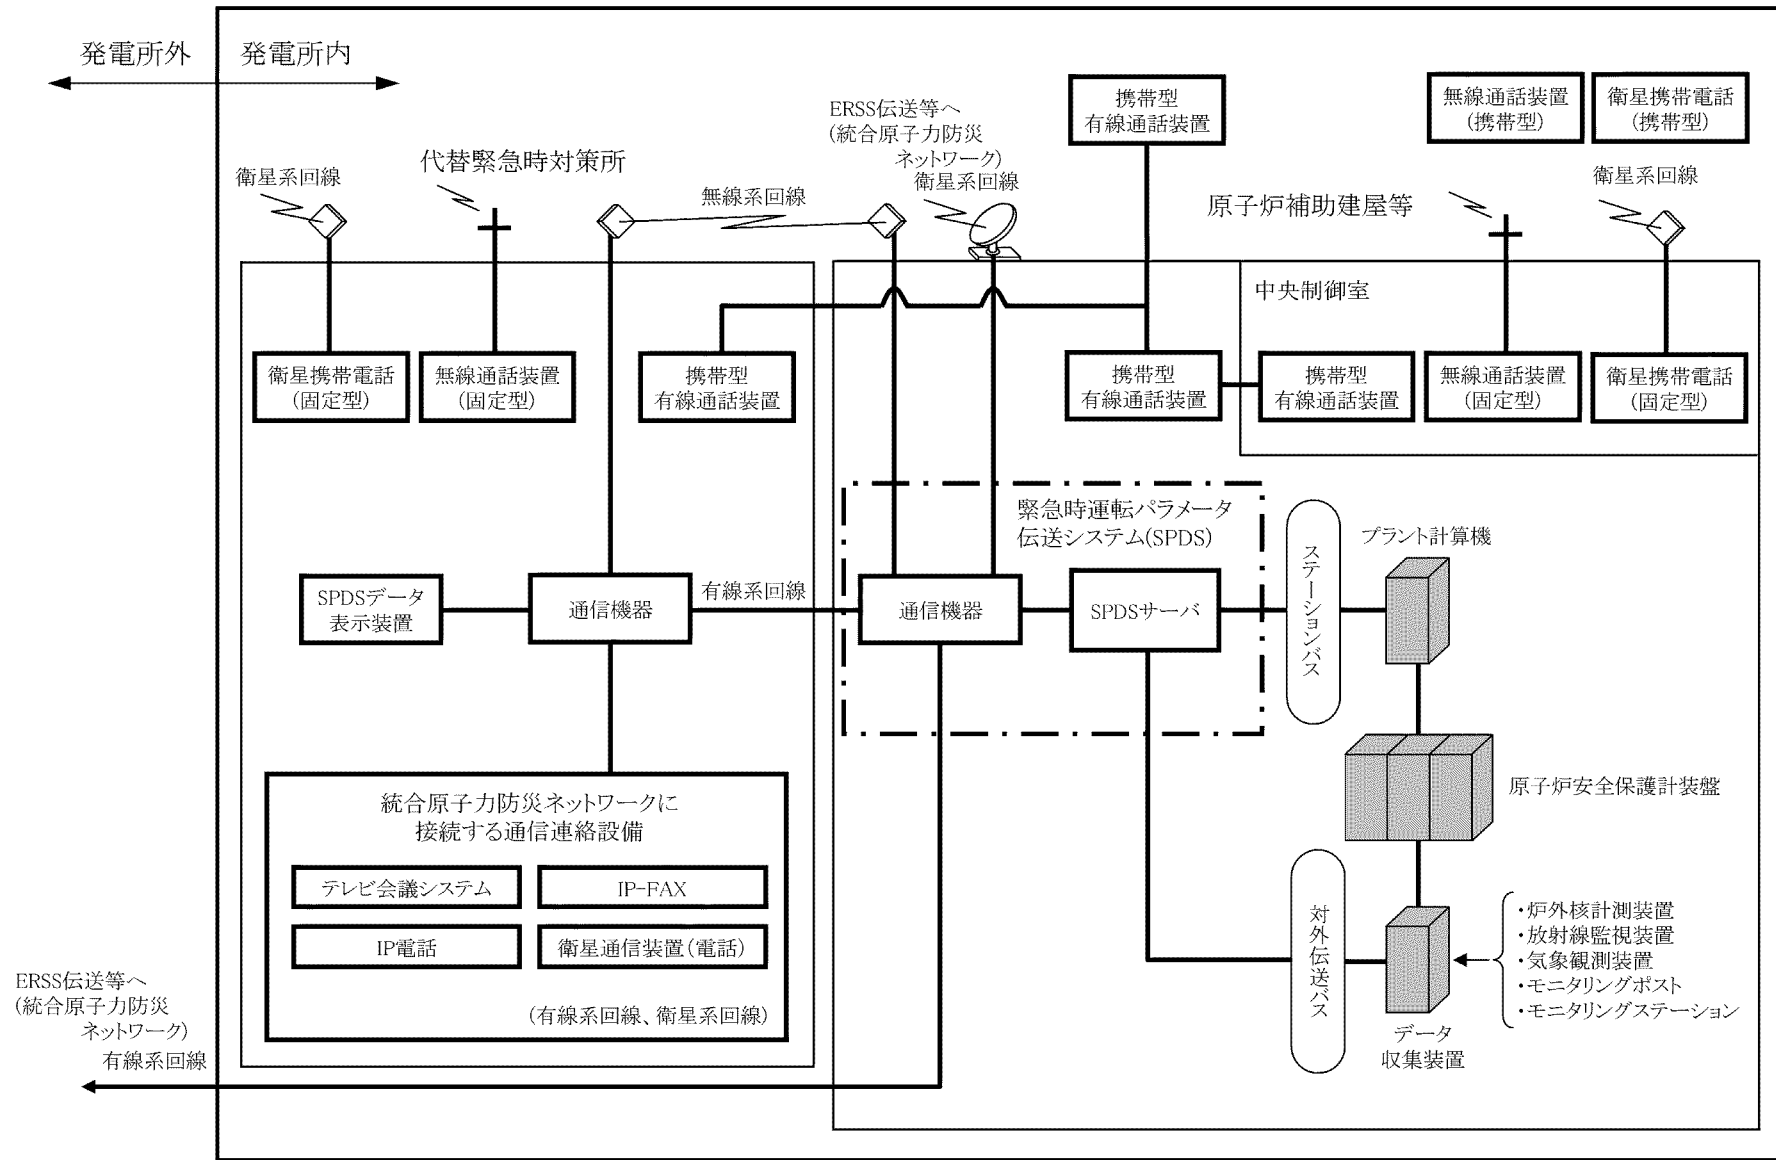 発電所外
発電所内
代替緊急時対策所
衛星系回線
無線系回線
ERSS伝送等へ
(統合原子力防災
ネットワーク)
衛星系回線
携帯型
有線通話装置
無線通話装置
(携帯型)
衛星携帯電話
(携帯型)
原子炉補助建屋等
衛星系回線
中央制御室
衛星携帯電話
(固定型)
無線通話装置
(固定型)
携帯型
有線通話装置
携帯型
有線通話装置
携帯型
有線通話装置
無線通話装置
(固定型)
衛星携帯電話
(固定型)
緊急時運転パラメータ
伝送システム(SPDS)
SPDSデータ
表示装置
通信機器
有線系回線
通信機器
SPDSサーバ
ステーションバス
プラント計算機
原子炉安全保護計装盤
統合原子力防災ネットワークに
接続する通信連絡設備
テレビ会議システム
IP-FAX
IP電話
衛星通信装置(電話)
(有線系回線、衛星系回線)
対外伝送バス
データ
収集装置
・炉外核計測装置
・放射線監視装置
・気象観測装置
・モニタリングポスト
・モニタリングステーション
ERSS伝送等へ
(統合原子力防災
ネットワーク)
有線系回線